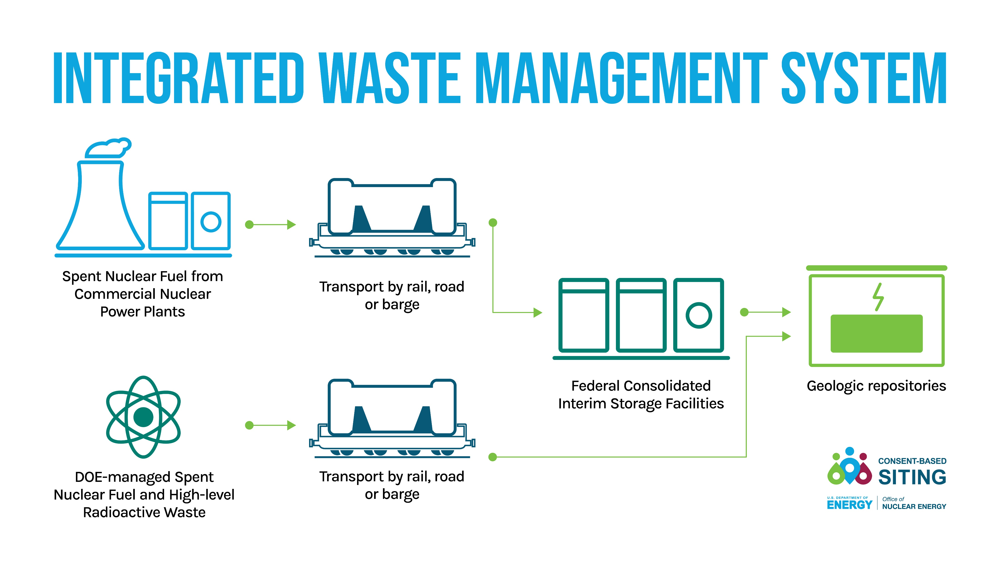 INTEGRATED WASTE MANAGEMENT SYSTEM
Spent Nuclear Fuel from
Commercial Nuclear
Power Plants
Transport by rail, road
or barge
Federal Consolidated
Interim Storage Facilities
Geologic repositories
DOE-managed Spent
Nuclear Fuel and High-level
Radioactive Waste
Transport by rail, road
or barge
CONSENT-BASED
SITING
U.S. DEPARTMENT OF
ENERGY
Office of
NUCLEAR ENERGY